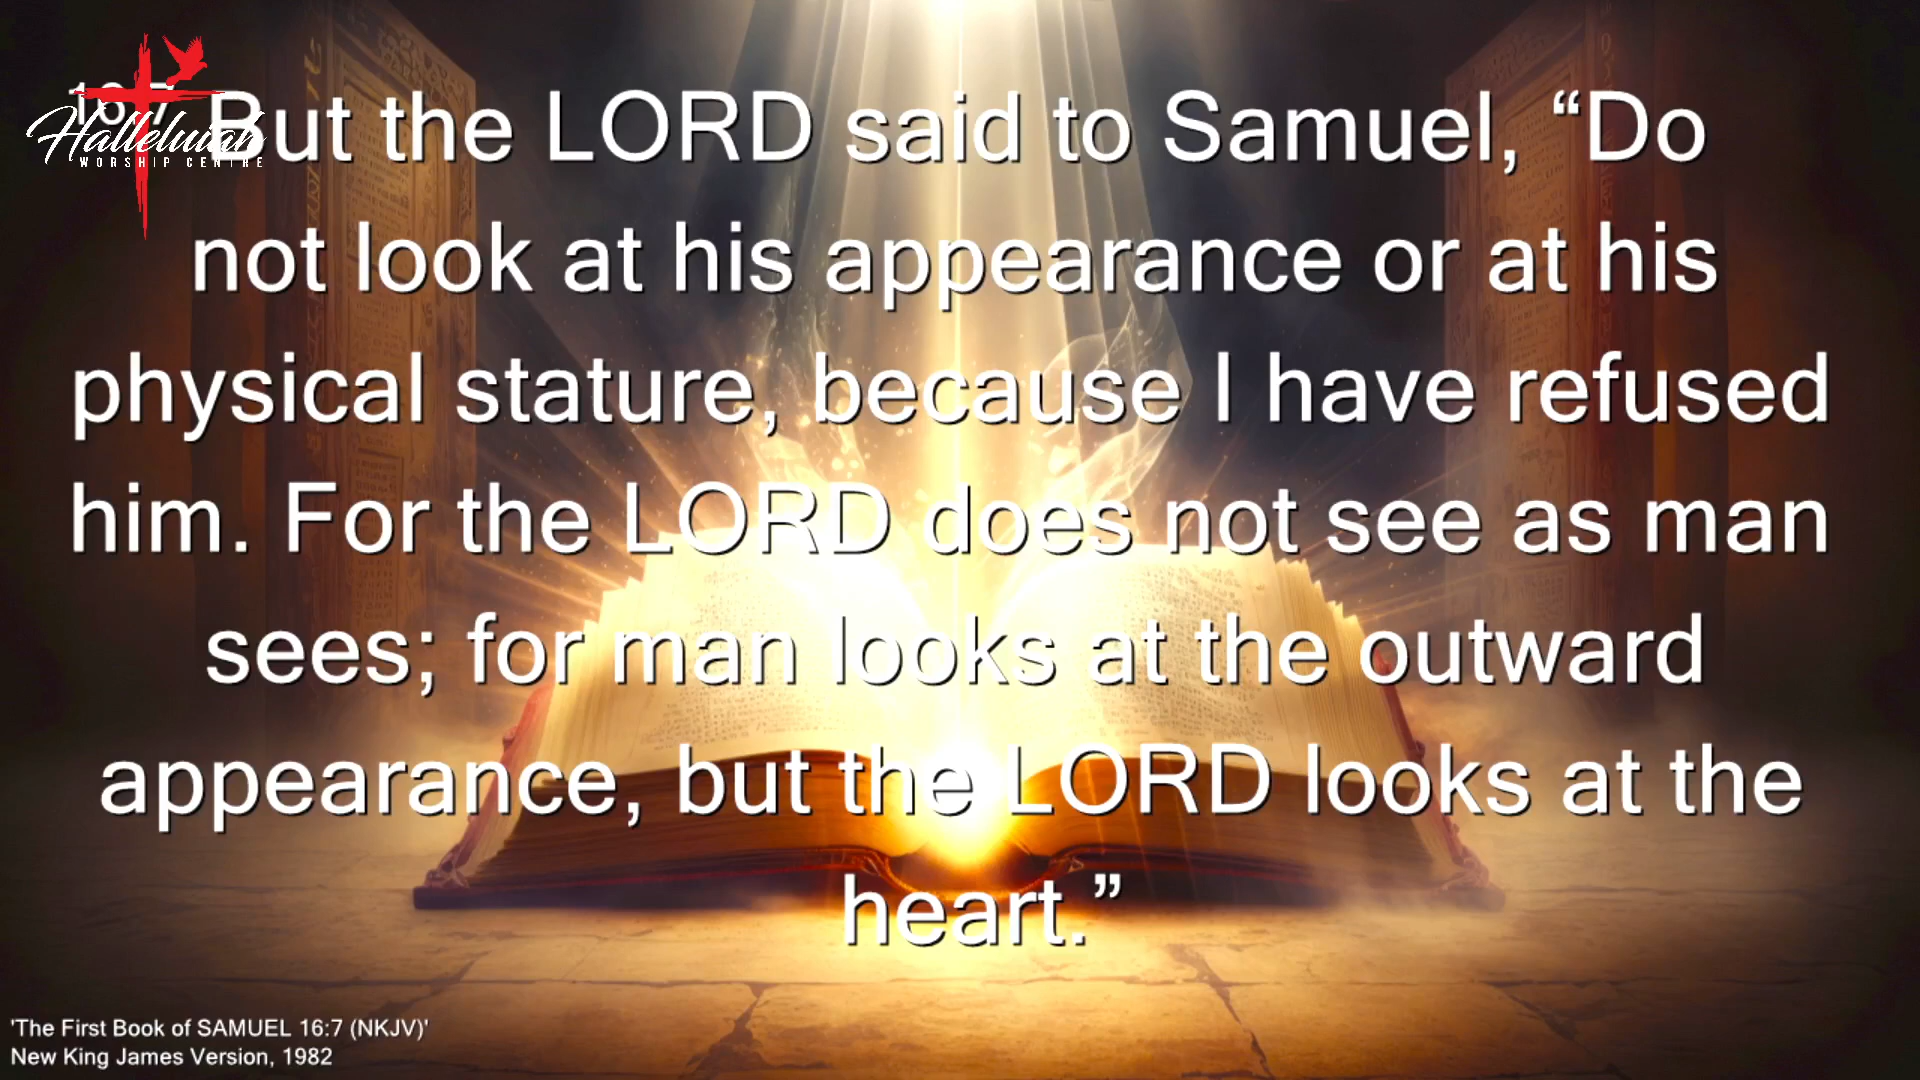 16:7 But the LORD said to Samuel, “Do
not look at his appearance or at his
physical stature, because I have refused
him. For the LORD does not see as man
sees; for man looks at the outward
appearance, but the LORD looks at the
heart.”
Hallelujah
WORSHIP CENTRE
'The First Book of SAMUEL 16:7 (NKJV)'
New King James Version, 1982